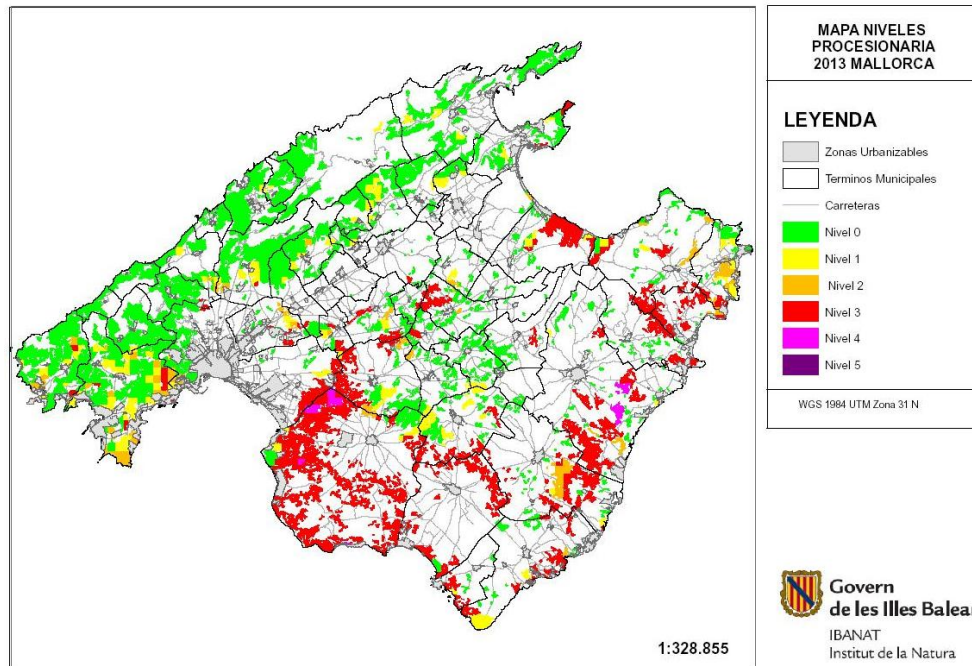 MAPA NIVELES
PROCESIONARIA
2013 MALLORCA
LEYENDA
Zonas Urbanizables
Terminos Municipales
Carreteras
Nivel 0
Nivel 1
Nivel 2
Nivel 3
Nivel 4
Nivel 5
WGS 1984 UTM Zona 31 N
Govern
de les Illes Balea
IBANAT
Institut de la Natura
1:328.855